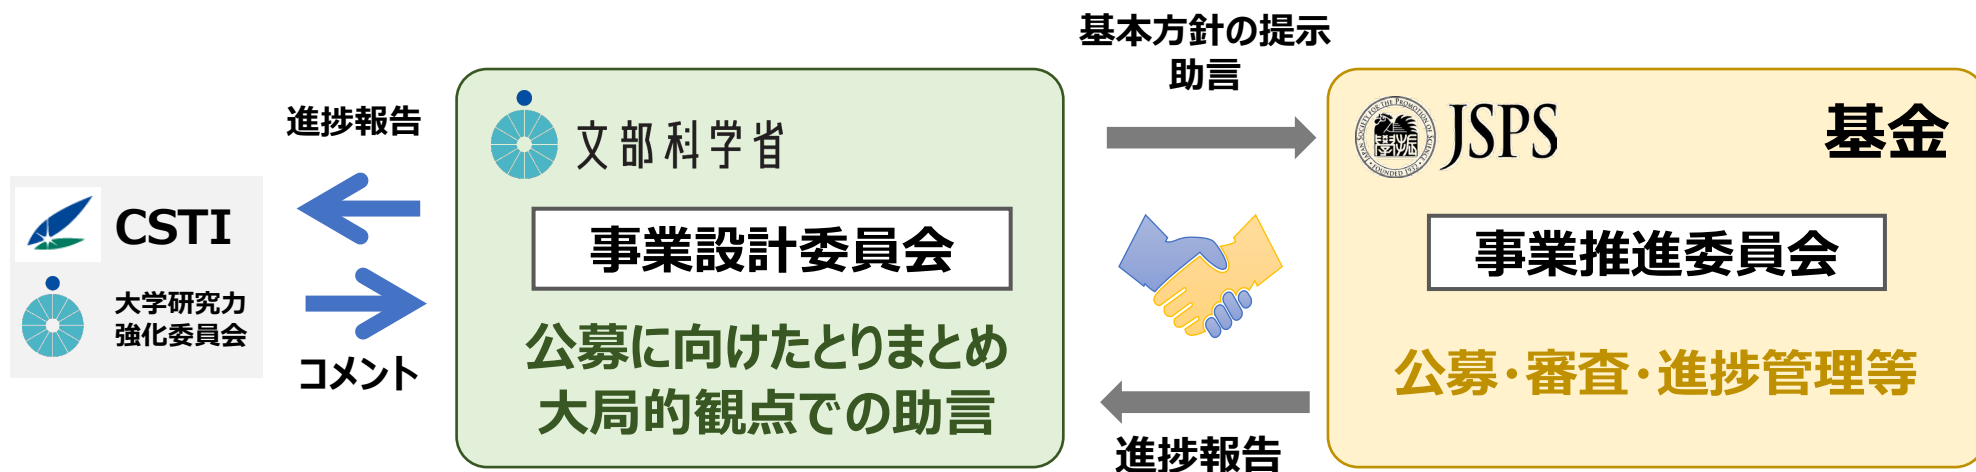 進捗報告
CSTI
大学研究力
強化委員会
コメント
文部科学省
事業設計委員会
公募に向けたとりまとめ
大局的観点での助言
基本方針の提示
助言
進捗報告
JSPS
基金
事業推進委員会
公募・審査・進捗管理等